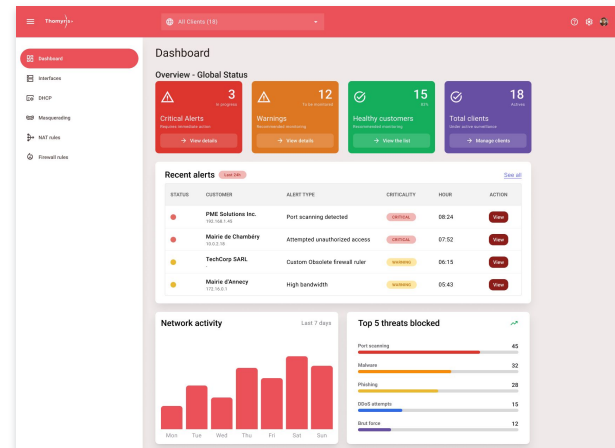 Thomyris
All Clients (18)
Dashboard
Interfaces
DHCP
Masquerading
NAT rules
Firewall rules
Dashboard
Overview - Global Status
3
In progress
Critical Alerts
Requires immediate action
View details
12
To be monitored
Warnings
Recommended monitoring
View details
15
83%
Healthy customers
Recommended monitoring
View the list
18
Actives
Total clients
Under active surveillance
Manage clients
Recent alerts Last 24h See all
STATUS CUSTOMER ALERT TYPE CRITICALITY HOUR ACTION
PME Solutions Inc. Port scanning detected CRITICAL 08:24 View
192.168.1.45
Mairie de Chambéry Attempted unauthorized access CRITICAL 07:52 View
10.0.2.18
TechCorp SARL Custom Obsolete firewall ruler WARNING 06:15 View
-
Mairie d'Annecy High bandwidth WARNING 05:43 View
172.16.0.1
Network activity Last 7 days
Mon Tue Wed Thu Fri Sat Sun
Top 5 threats blocked
Port scanning 45
Malware 32
Phishing 28
DDoS attempts 15
Brut force 12